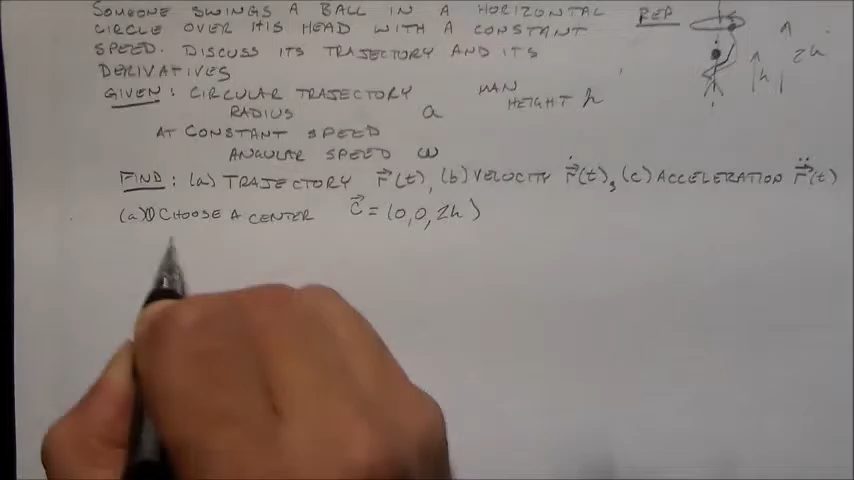 SOMEONE SWINGS A BALL IN A HORIZONTAL
CIRCLE OVER HIS HEAD WITH A CONSTANT
SPEED. DISCUSS ITS TRAJECTORY AND ITS
DERIVATIVES
REP
2h
h
GIVEN: CIRCULAR TRAJECTORY MAN
RADIUS a HEIGHT h
AT CONSTANT SPEED
ANGULAR SPEED ω
FIND: (a) TRAJECTORY r⃗(t), (b) VELOCITY ṙ⃗(t), (c) ACCELERATION r̈⃗(t)
(a) ① CHOOSE A CENTER c⃗ = (0,0,2h)